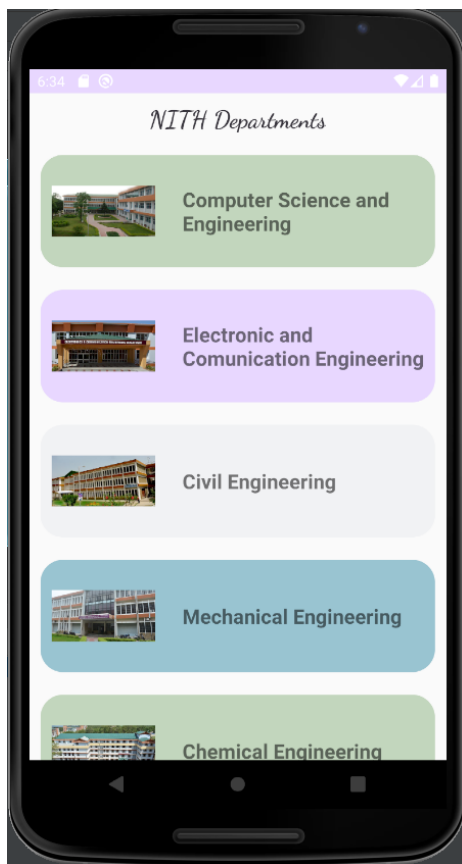 6:34
NITH Departments
Computer Science and
Engineering
Electronic and
Comunication Engineering
Civil Engineering
Mechanical Engineering
Chemical Engineering